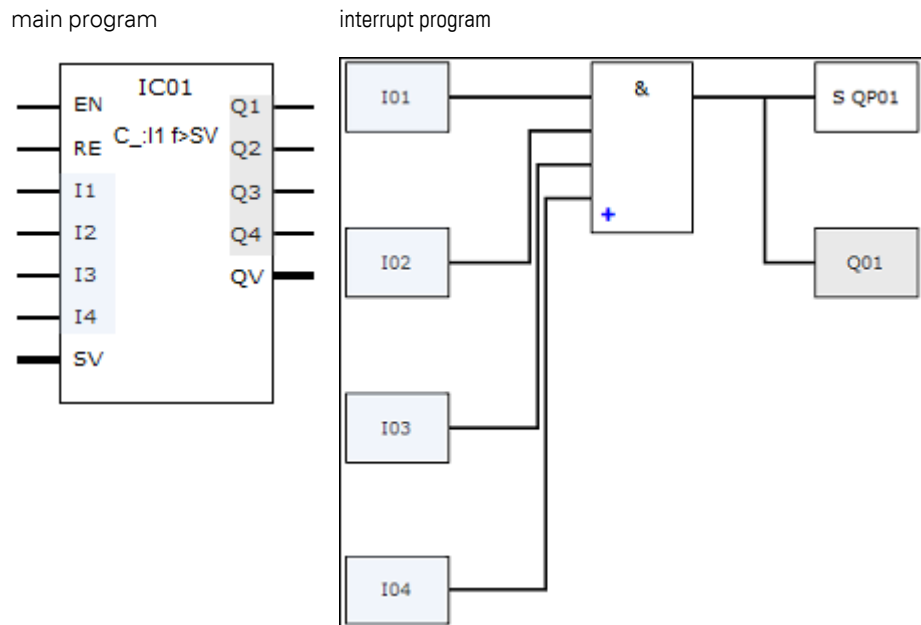 main program
interrupt program
IC01
C_:I1 f>SV
EN
RE
I1
I2
I3
I4
SV
Q1
Q2
Q3
Q4
QV
I01
I02
I03
I04
&
+
S QP01
Q01